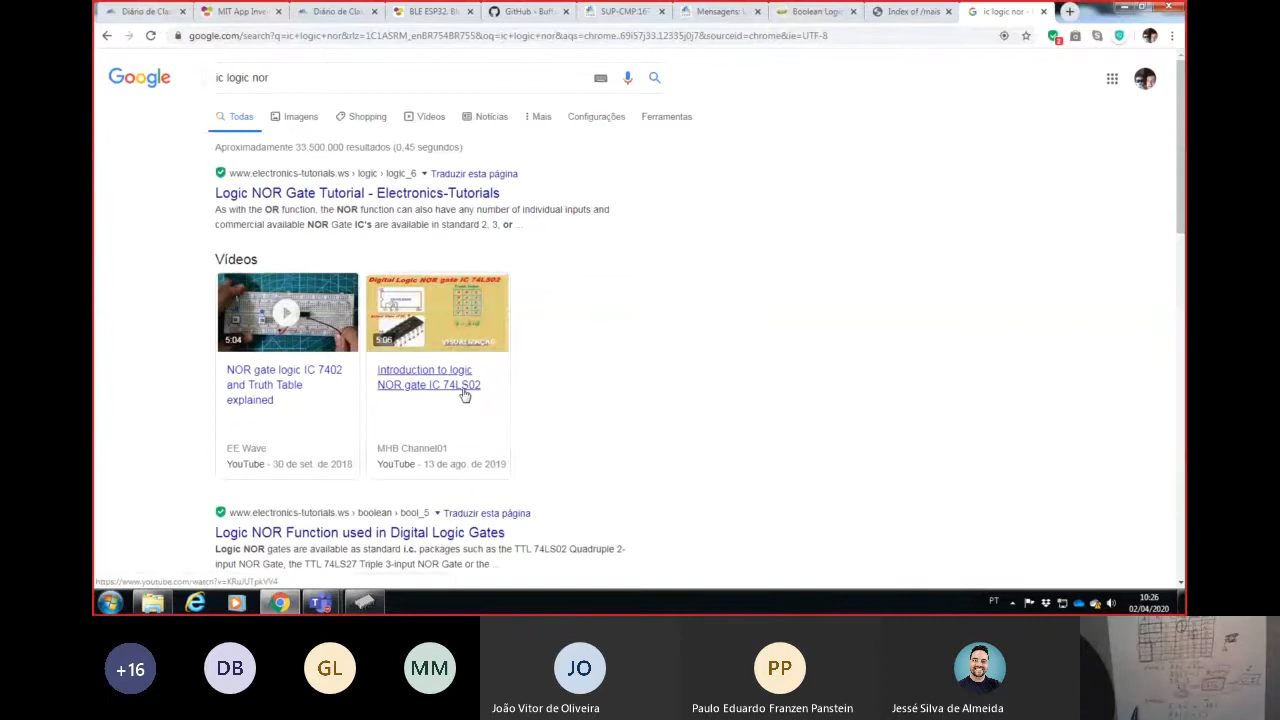 Diário de Cla
MIT App Inve
Diário de Cla
BLE ESP32, B
GitHub - Buff
SUP-CMP:16
Mensagens: L
Boolean Logi
Index of /mais
ic logic nor -
google.com/search?q=ic+logic+nor&rlz=1C1ASRM_enBR754BR755&oq=ic+logic+nor&aqs=chrome..69i57j33.12335j0j7&sourceid=chrome&ie=UTF-8
Google
ic logic nor
Todas
Imagens
Shopping
Vídeos
Notícias
Mais
Configurações
Ferramentas
Aproximadamente 33.500.000 resultados (0,45 segundos)
www.electronics-tutorials.ws › logic › logic_6 Traduzir esta página
Logic NOR Gate Tutorial - Electronics-Tutorials
As with the OR function, the NOR function can also have any number of individual inputs and
commercial available NOR Gate IC's are available in standard 2, 3, or ...
Vídeos
5:04
Digital Logic NOR gate IC 74LS02
5:06
NOR gate logic IC 7402
and Truth Table
explained
EE Wave
YouTube - 30 de set. de 2018
Introduction to logic
NOR gate IC 74LS02
MHB Channel01
YouTube - 13 de ago. de 2019
www.electronics-tutorials.ws › boolean › bool_5 Traduzir esta página
Logic NOR Function used in Digital Logic Gates
Logic NOR gates are available as standard i.c. packages such as the TTL 74LS02 Quadruple 2-
input NOR Gate, the TTL 74LS27 Triple 3-input NOR Gate or the ...
PT
10:26
02/04/2020
+16
DB
GL
MM
JO
João Vitor de Oliveira
PP
Paulo Eduardo Franzen Panstein
Jessé Silva de Almeida